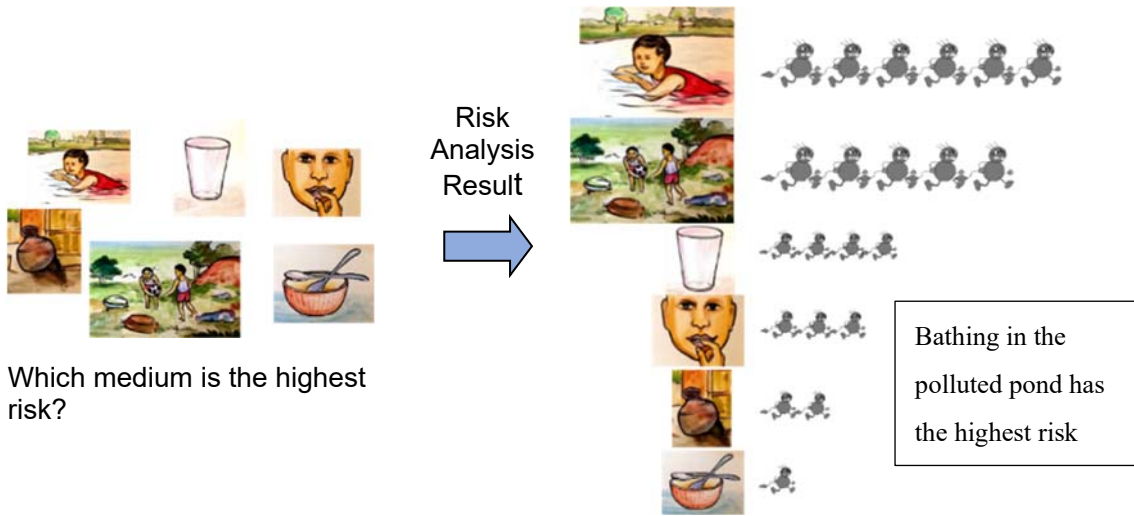 Which medium is the highest
risk?
Risk
Analysis
Result
Bathing in the
polluted pond has
the highest risk